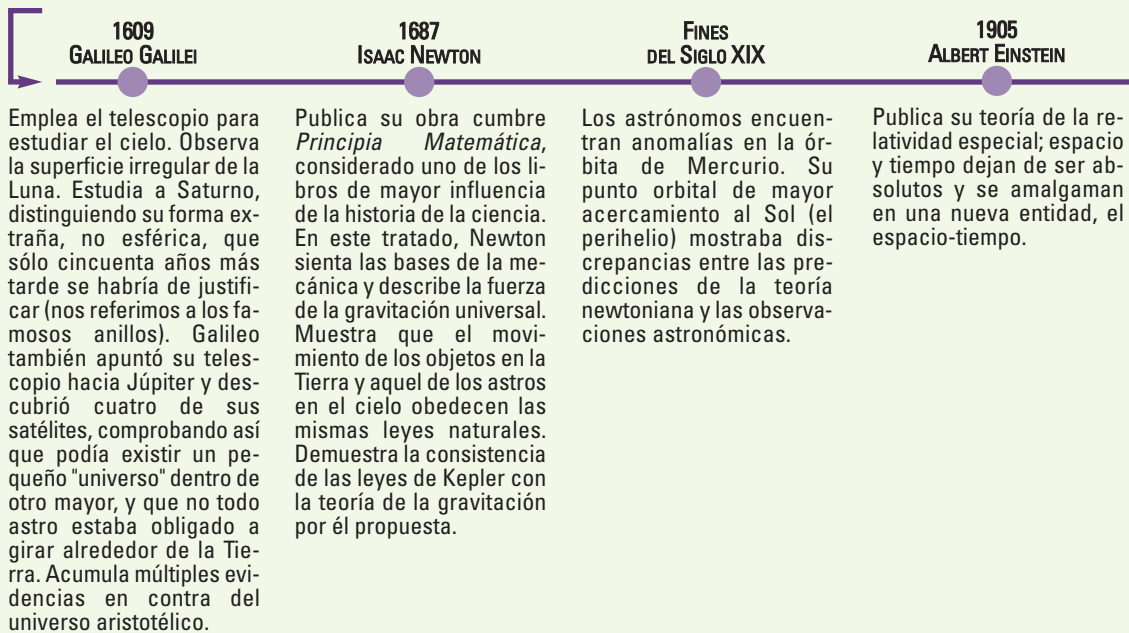 1609
GALILEO GALILEI
Emplea el telescopio para
estudiar el cielo. Observa
la superficie irregular de la
Luna. Estudia a Saturno,
distinguiendo su forma ex-
traña, no esférica, que
sólo cincuenta años más
tarde se habría de justifi-
car (nos referimos a los fa-
mosos anillos). Galileo
también apuntó su teles-
copio hacia Júpiter y des-
cubrió cuatro de sus
satélites, comprobando así
que podía existir un pe-
queño "universo" dentro de
otro mayor, y que no todo
astro estaba obligado a
girar alrededor de la Tie-
rra. Acumula múltiples evi-
dencias en contra del
universo aristotélico.
1687
ISAAC NEWTON
Publica su obra cumbre
Principia Matemática,
considerado uno de los li-
bros de mayor influencia
de la historia de la ciencia.
En este tratado, Newton
sienta las bases de la me-
cánica y describe la fuerza
de la gravitación universal.
Muestra que el movi-
miento de los objetos en la
Tierra y aquel de los astros
en el cielo obedecen las
mismas leyes naturales.
Demuestra la consistencia
de las leyes de Kepler con
la teoría de la gravitación
por él propuesta.
FINES
DEL SIGLO XIX
Los astrónomos encuen-
tran anomalías en la ór-
bita de Mercurio. Su
punto orbital de mayor
acercamiento al Sol (el
perihelio) mostraba dis-
crepancias entre las pre-
dicciones de la teoría
newtoniana y las observa-
ciones astronómicas.
1905
ALBERT EINSTEIN
Publica su teoría de la re-
latividad especial; espacio
y tiempo dejan de ser ab-
solutos y se amalgaman
en una nueva entidad, el
espacio-tiempo.